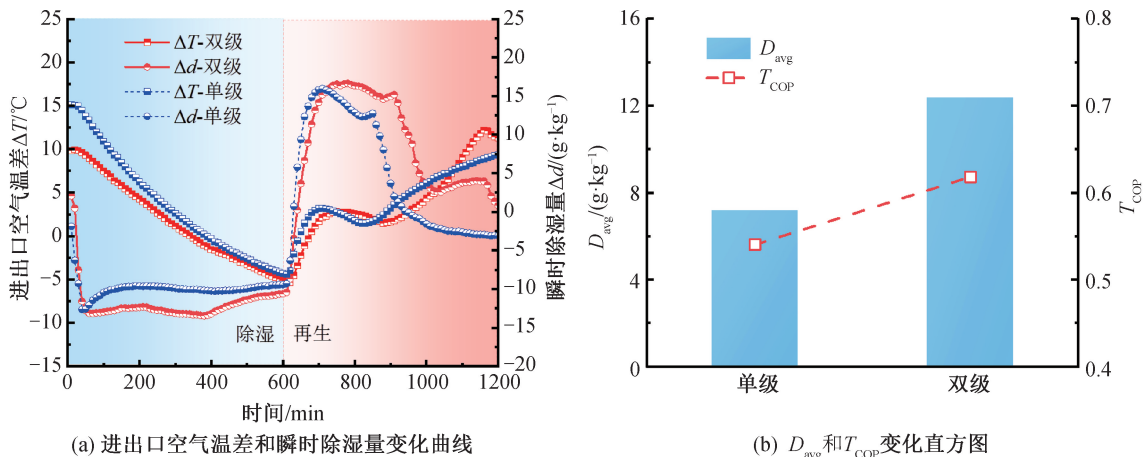 ΔT-双级
Δd-双级
ΔT-单级
Δd-单级
25
20
15
10
5
0
−5
−10
−15
进出口空气温差ΔT/℃
25
20
15
10
5
0
−5
−10
−15
−20
瞬时除湿量Δd/(g·kg⁻¹)
除湿 再生
0 200 400 600 800 1000 1200
时间/min
(a) 进出口空气温差和瞬时除湿量变化曲线
D_avg
T_COP
16
12
8
4
0
D_avg/(g·kg⁻¹)
0.8
0.7
0.6
0.5
0.4
T_COP
单级 双级
(b) D_avg和T_COP变化直方图